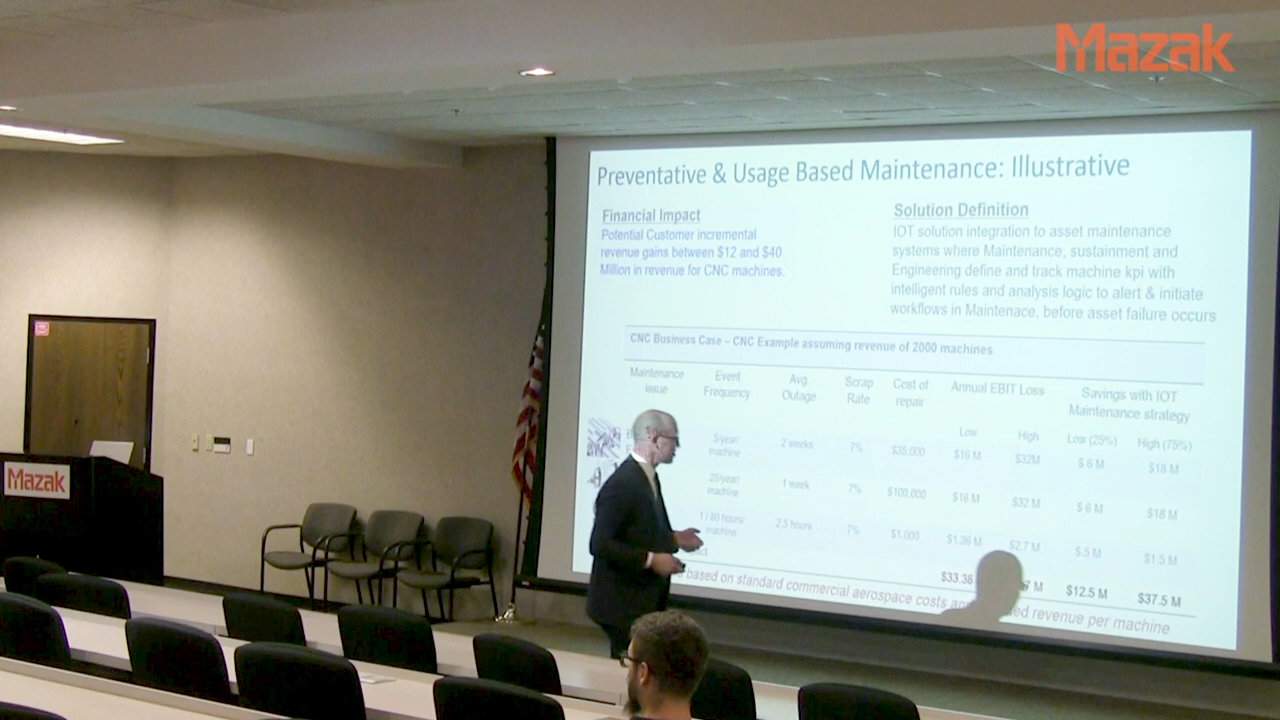 Mazak
Preventative & Usage Based Maintenance: Illustrative
Financial Impact
Potential Customer incremental
revenue gains between $12 and $40
Million in revenue for CNC machines.
Solution Definition
IOT solution integration to asset maintenance
systems where Maintenance, sustainment and
Engineering define and track machine kpi with
intelligent rules and analysis logic to alert & initiate
workflows in Maintenace, before asset failure occurs
CNC Business Case – CNC Example assuming revenue of 2000 machines
Maintenance issue Event Frequency Avg. Outage Scrap Rate Cost of repair Annual EBIT Loss Savings with IOT Maintenance strategy
Low High Low (25%) High (75%)
5/year/ machine 2 weeks 7% $35,000 $16 M $32M $ 6 M $18 M
25/year/ machine 1 week 7% $100,000 $16 M $32 M $ 6 M $18 M
1 / 80 hours/ machine 2.5 hours 7% $1,000 $1.36 M $2.7 M $.5 M $1.5 M
$33.36 M $12.5 M $37.5 M
based on standard commercial aerospace costs revenue per machine
Mazak